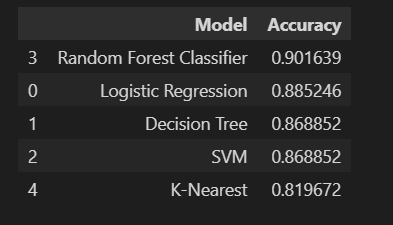 Model Accuracy
3 Random Forest Classifier 0.901639
0 Logistic Regression 0.885246
1 Decision Tree 0.868852
2 SVM 0.868852
4 K-Nearest 0.819672